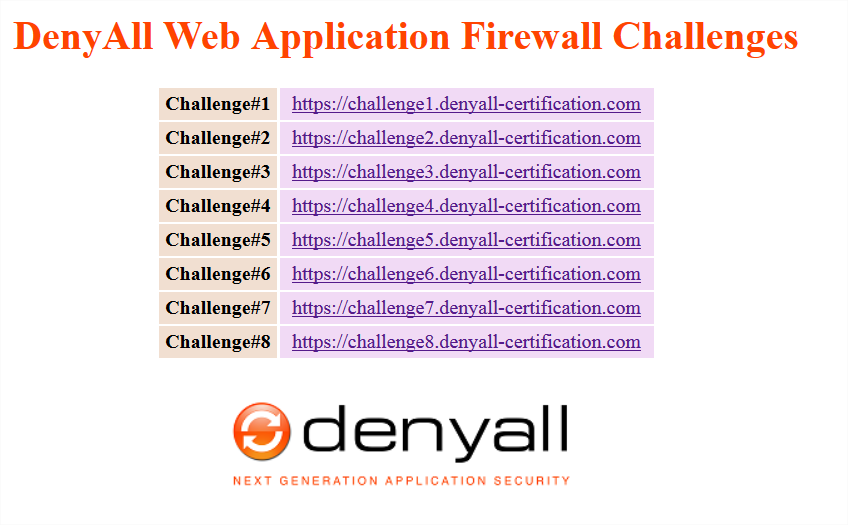 DenyAll Web Application Firewall Challenges
Challenge#1 https://challenge1.denyall-certification.com
Challenge#2 https://challenge2.denyall-certification.com
Challenge#3 https://challenge3.denyall-certification.com
Challenge#4 https://challenge4.denyall-certification.com
Challenge#5 https://challenge5.denyall-certification.com
Challenge#6 https://challenge6.denyall-certification.com
Challenge#7 https://challenge7.denyall-certification.com
Challenge#8 https://challenge8.denyall-certification.com
denyall
NEXT GENERATION APPLICATION SECURITY